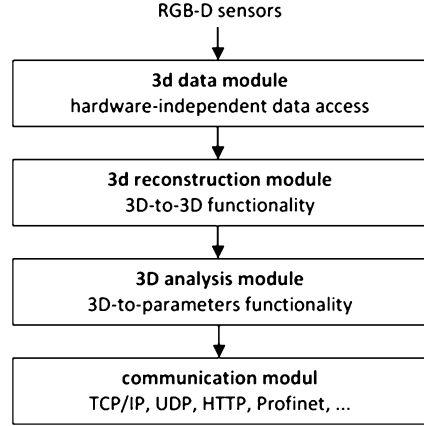 RGB-D sensors
3d data module
hardware-independent data access
3d reconstruction module
3D-to-3D functionality
3D analysis module
3D-to-parameters functionality
communication modul
TCP/IP, UDP, HTTP, Profinet, ...